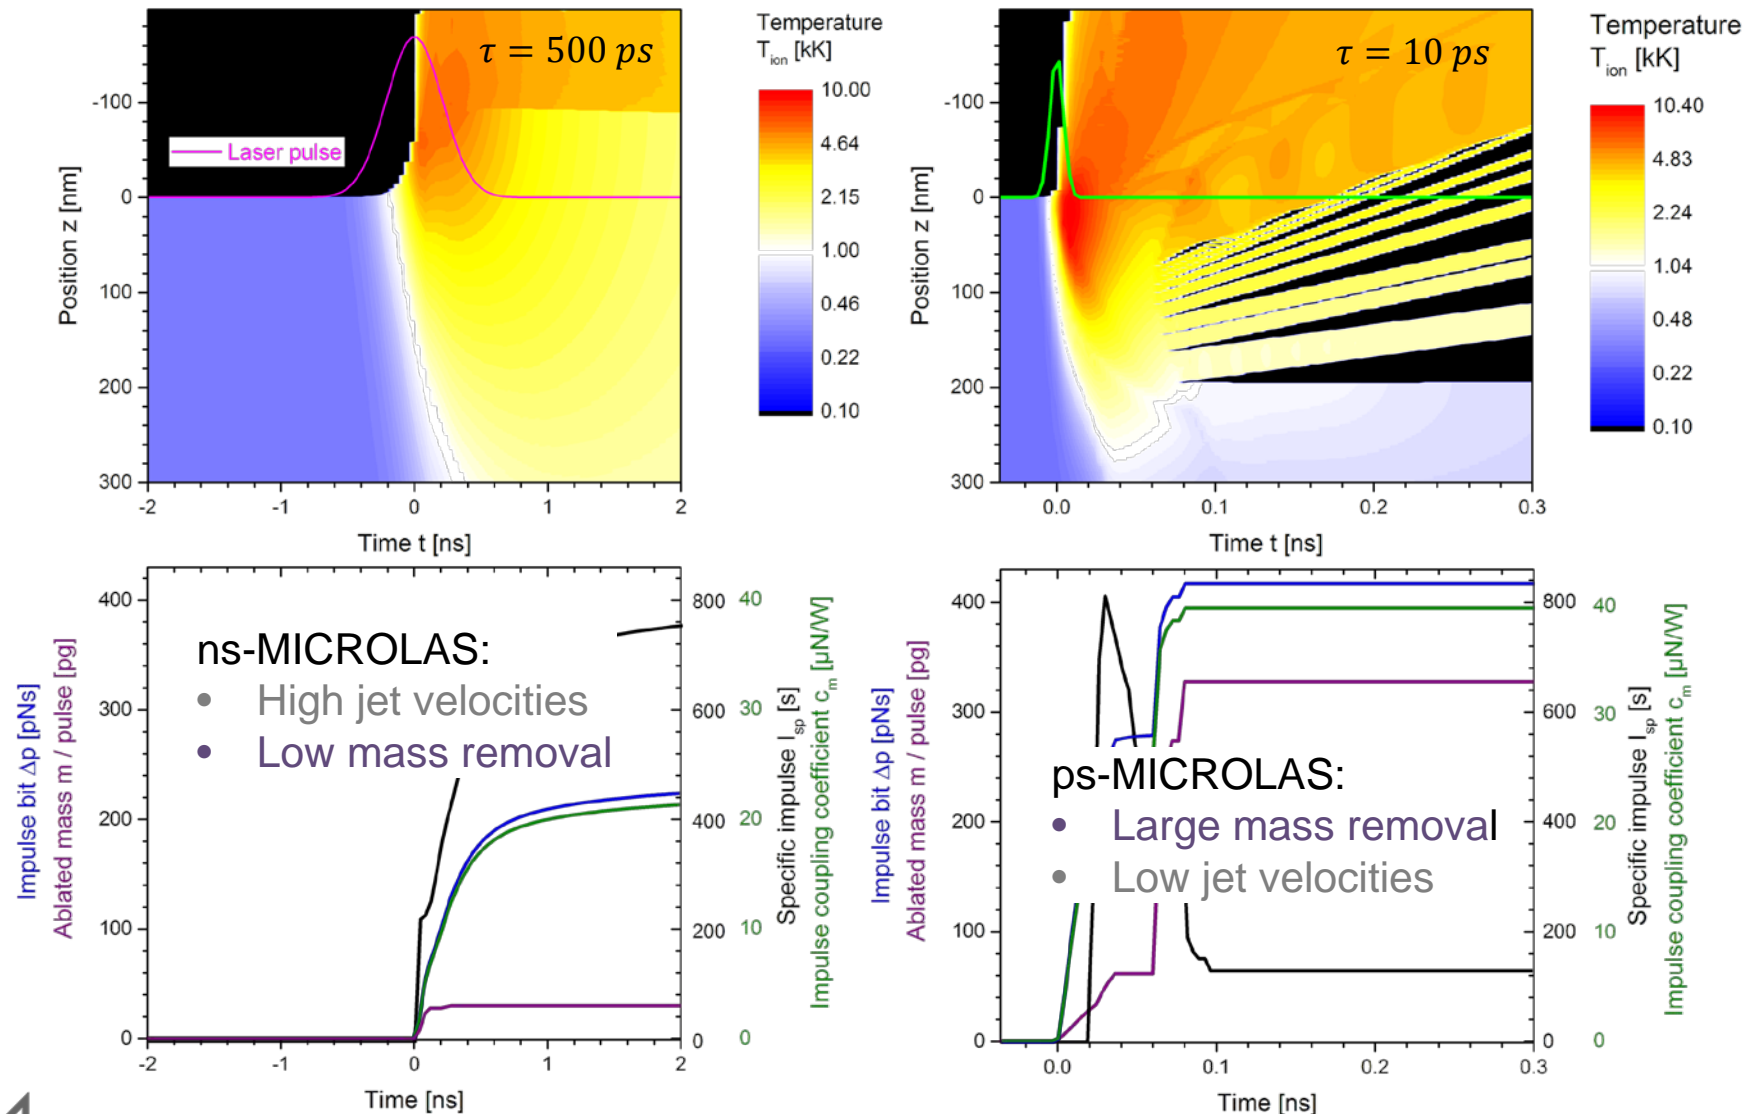 τ = 500 ps
Laser pulse
Position z [nm]
-100
0
100
200
300
-2
-1
0
1
2
Time t [ns]
Temperature
T_ion [kK]
10.00
4.64
2.15
1.00
0.46
0.22
0.10
τ = 10 ps
Position z [nm]
-100
0
100
200
300
0.0
0.1
0.2
0.3
Time t [ns]
Temperature
T_ion [kK]
10.40
4.83
2.24
1.04
0.48
0.22
0.10
Impulse bit Δp [pNs]
Ablated mass m / pulse [pg]
400
300
200
100
0
ns-MICROLAS:
• High jet velocities
• Low mass removal
-2
-1
0
1
2
Time [ns]
800
600
400
200
0
Specific impulse I_sp [s]
40
30
20
10
0
Impulse coupling coefficient c_m [µN/W]
Impulse bit Δp [pNs]
Ablated mass m / pulse [pg]
400
300
200
100
0
ps-MICROLAS:
• Large mass removal
• Low jet velocities
0.0
0.1
0.2
0.3
Time [ns]
800
600
400
200
0
Specific impulse I_sp [s]
40
30
20
10
0
Impulse coupling coefficient c_m [µN/W]